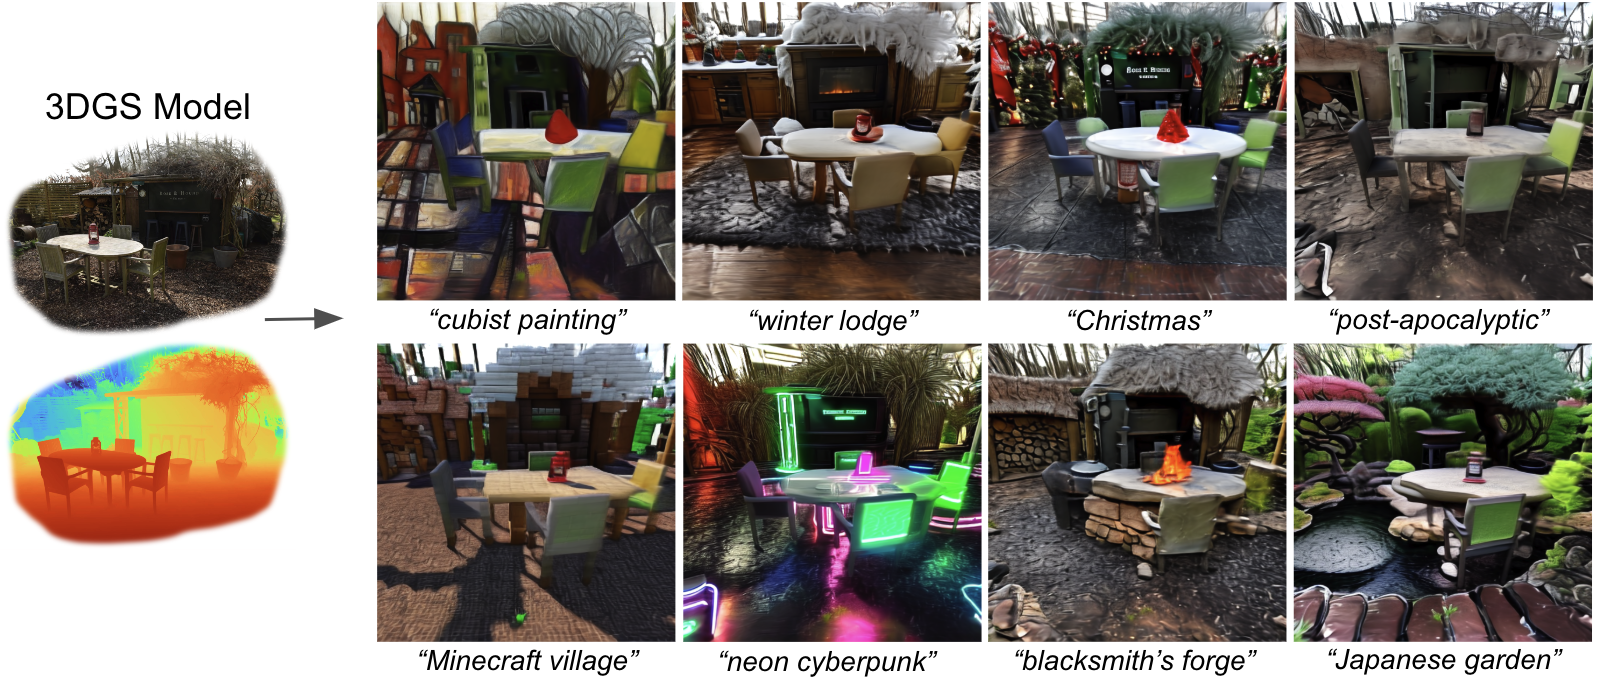 3DGS Model
“cubist painting”
“winter lodge”
“Christmas”
“post-apocalyptic”
“Minecraft village”
“neon cyberpunk”
“blacksmith’s forge”
“Japanese garden”